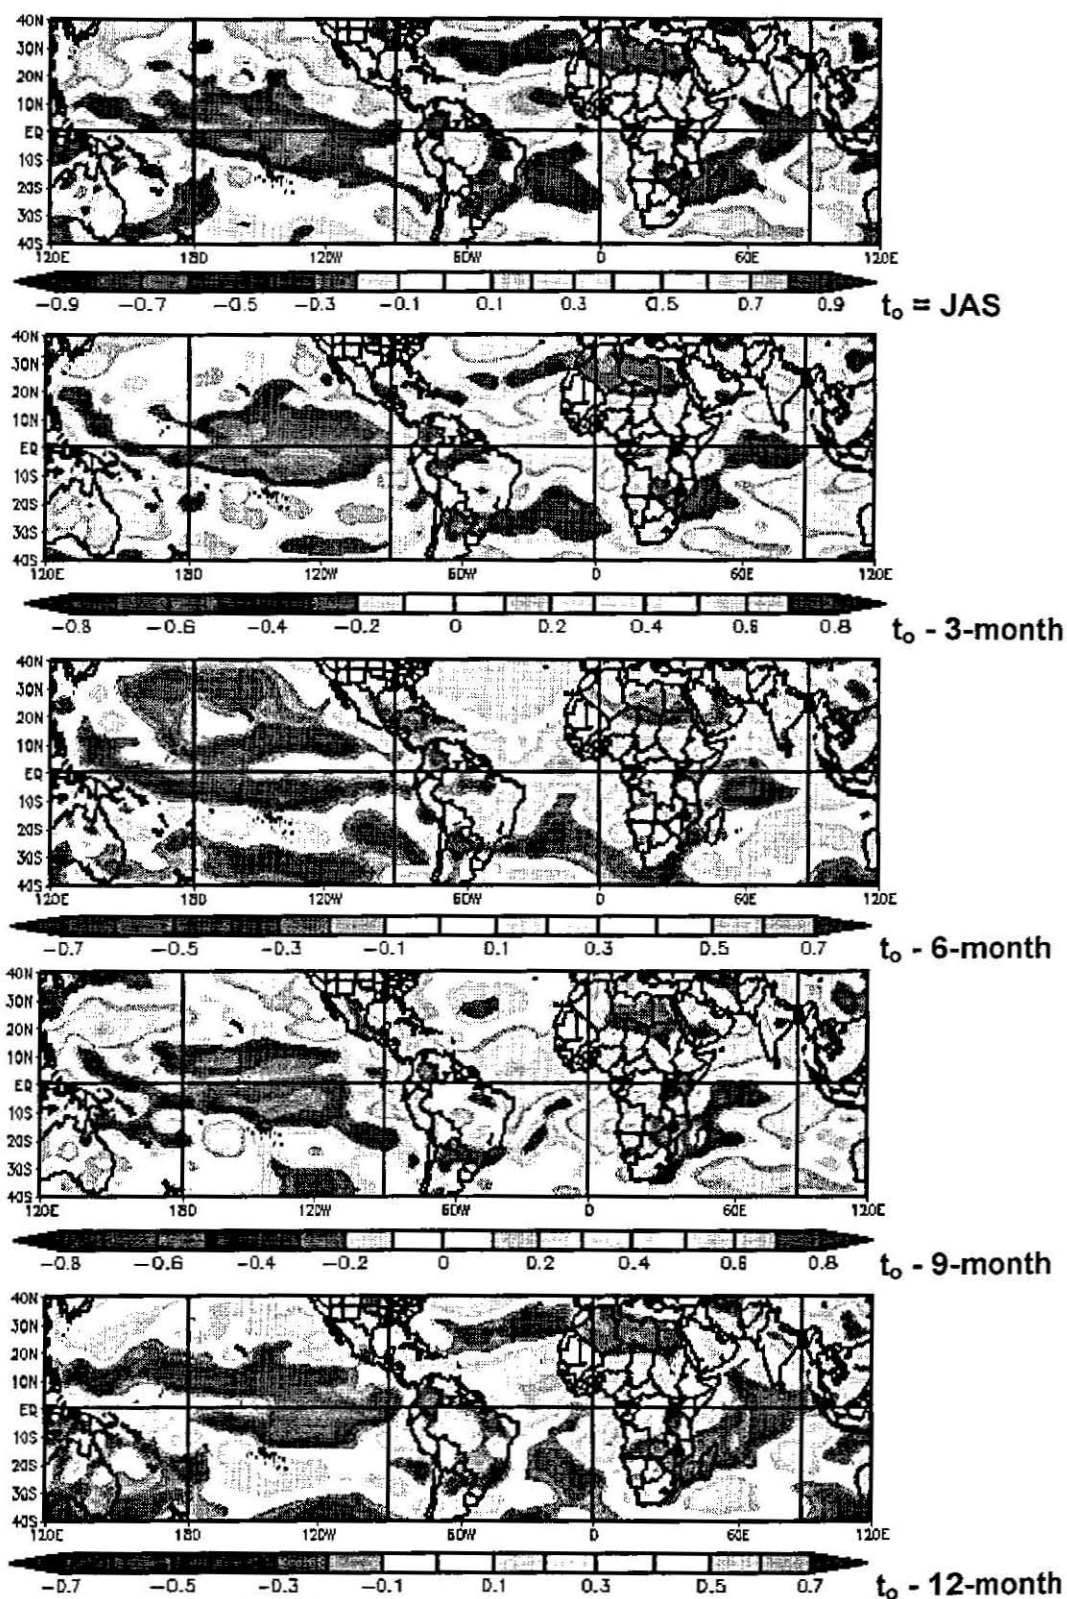 40N
30N
20N
10N
EQ
10S
20S
30S
40S
120E 180 120W 60W 0 60E 120E
−0.9 −0.7 −0.5 −0.3 −0.1 0.1 0.3 0.5 0.7 0.9 to = JAS
40N
30N
20N
10N
EQ
10S
20S
30S
40S
120E 180 120W 60W 0 60E 120E
−0.8 −0.6 −0.4 −0.2 0 0.2 0.4 0.6 0.8 to - 3-month
40N
30N
20N
10N
EQ
10S
20S
30S
40S
120E 180 120W 60W 0 60E 120E
−0.7 −0.5 −0.3 −0.1 0.1 0.3 0.5 0.7 to - 6-month
40N
30N
20N
10N
EQ
10S
20S
30S
40S
120E 180 120W 60W 0 60E 120E
−0.8 −0.6 −0.4 −0.2 0 0.2 0.4 0.6 0.8 to - 9-month
40N
30N
20N
10N
EQ
10S
20S
30S
40S
120E 180 120W 60W 0 60E 120E
−0.7 −0.5 −0.3 −0.1 0.1 0.3 0.5 0.7 to - 12-month